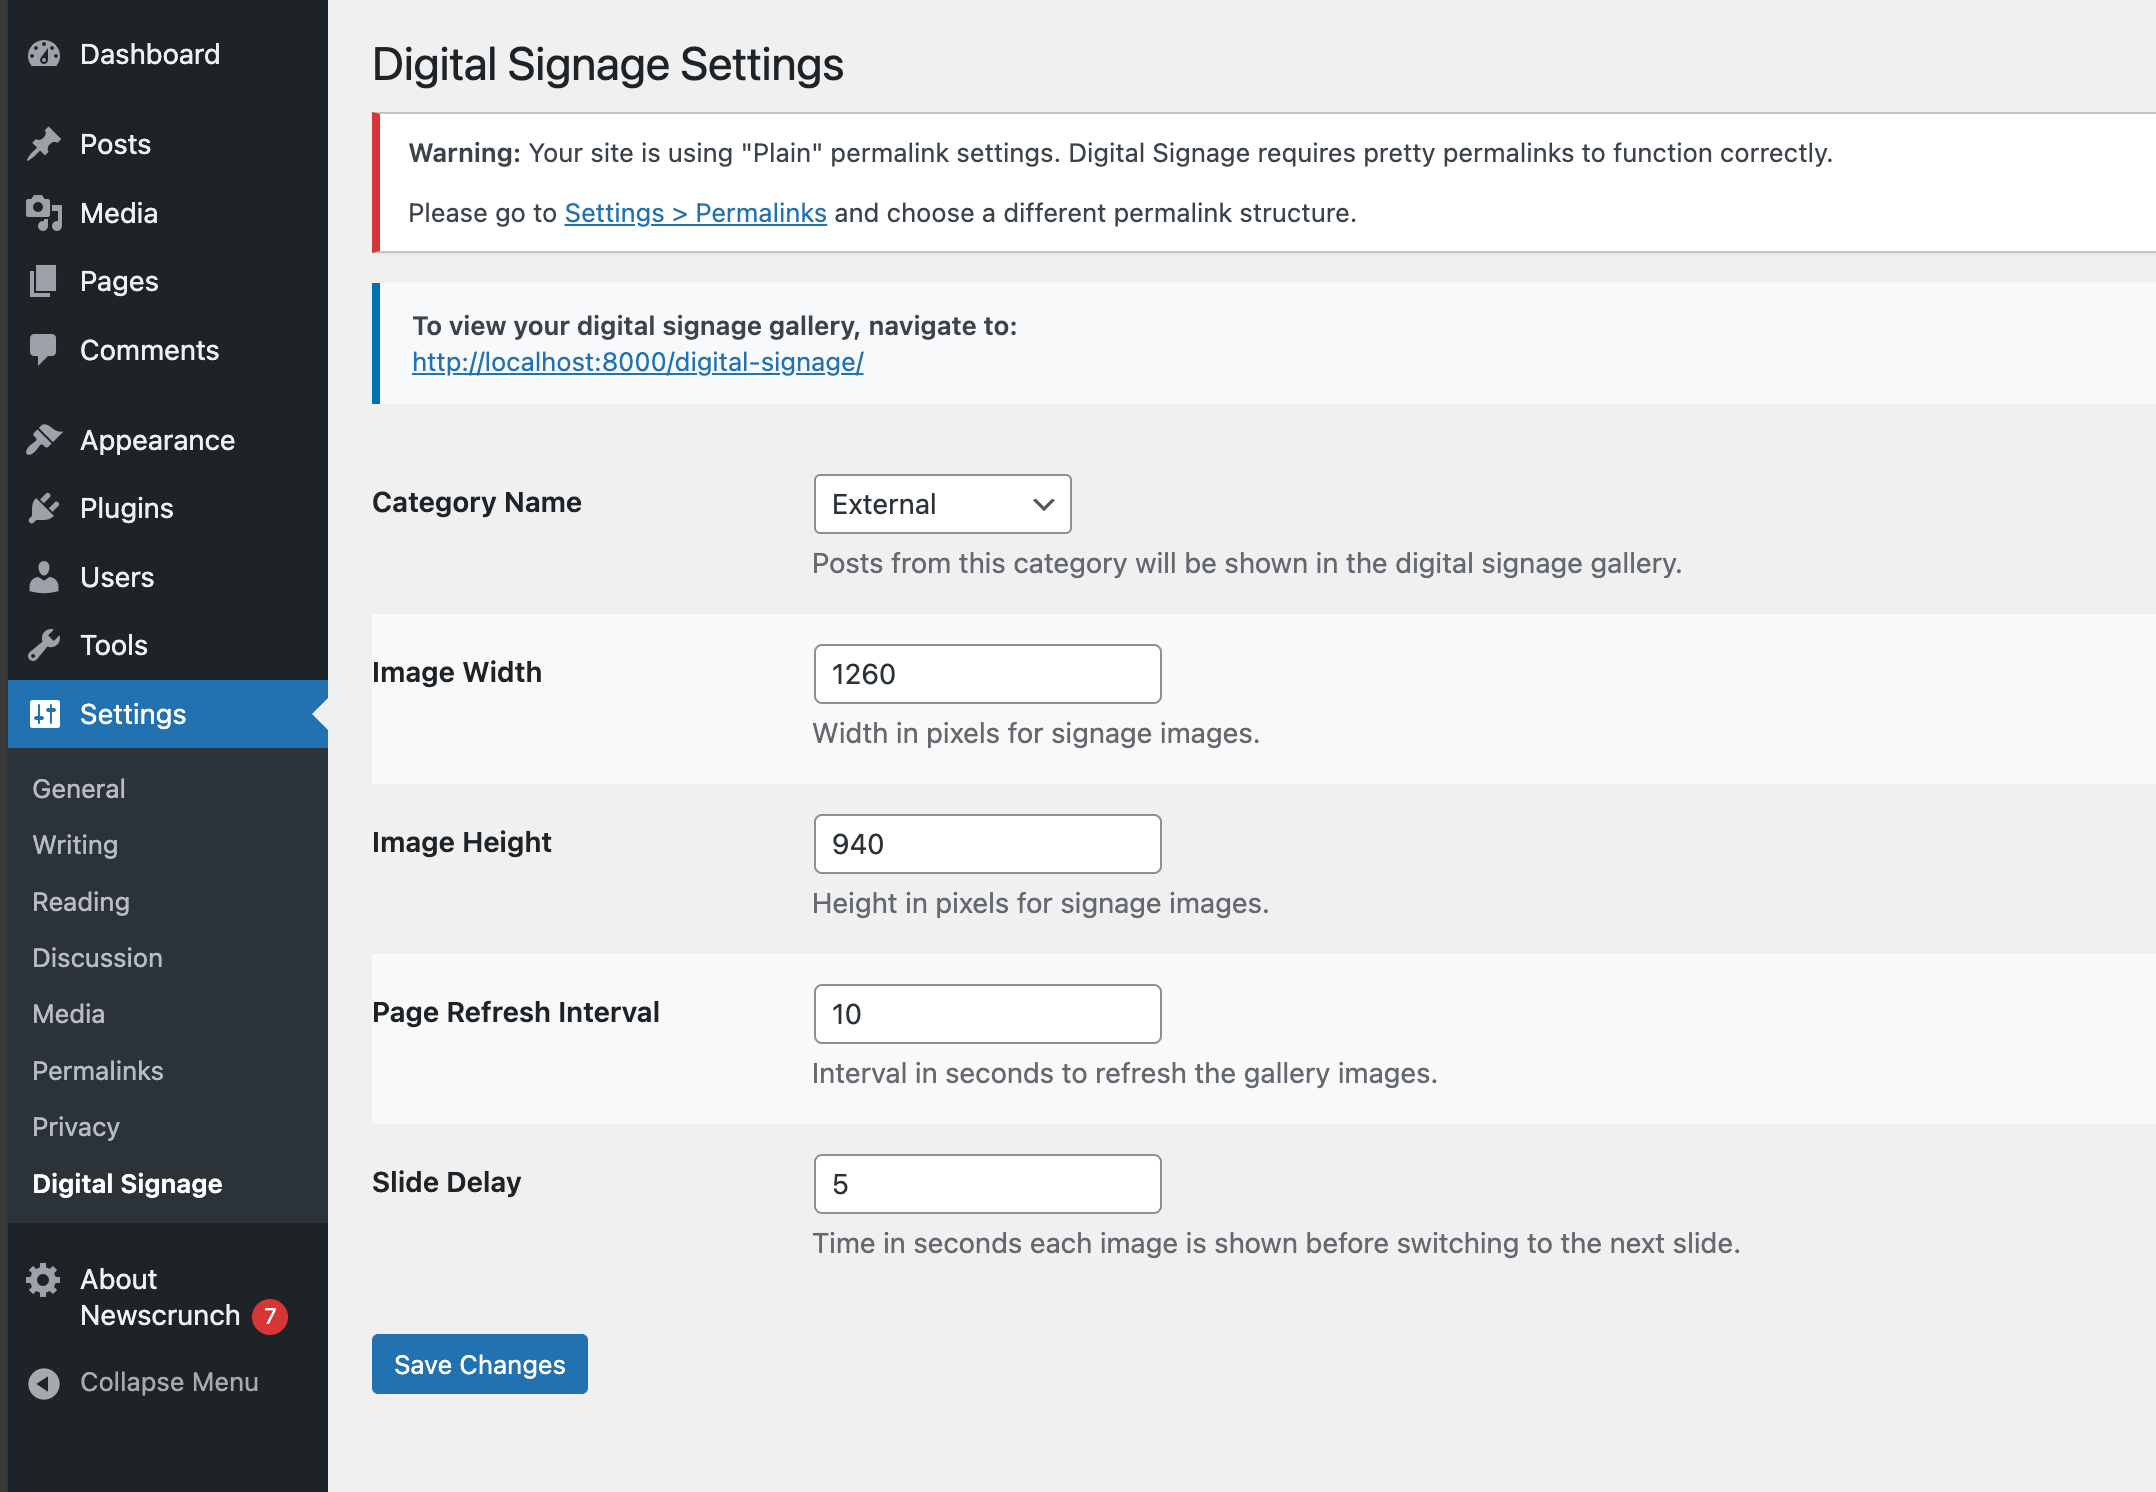 Dashboard
Posts
Media
Pages
Comments
Appearance
Plugins
Users
Tools
Settings
General
Writing
Reading
Discussion
Media
Permalinks
Privacy
Digital Signage
About
Newscrunch 7
Collapse Menu
Digital Signage Settings
Warning: Your site is using "Plain" permalink settings. Digital Signage requires pretty permalinks to function correctly.
Please go to Settings > Permalinks and choose a different permalink structure.
To view your digital signage gallery, navigate to:
http://localhost:8000/digital-signage/
Category Name
External
Posts from this category will be shown in the digital signage gallery.
Image Width
1260
Width in pixels for signage images.
Image Height
940
Height in pixels for signage images.
Page Refresh Interval
10
Interval in seconds to refresh the gallery images.
Slide Delay
5
Time in seconds each image is shown before switching to the next slide.
Save Changes